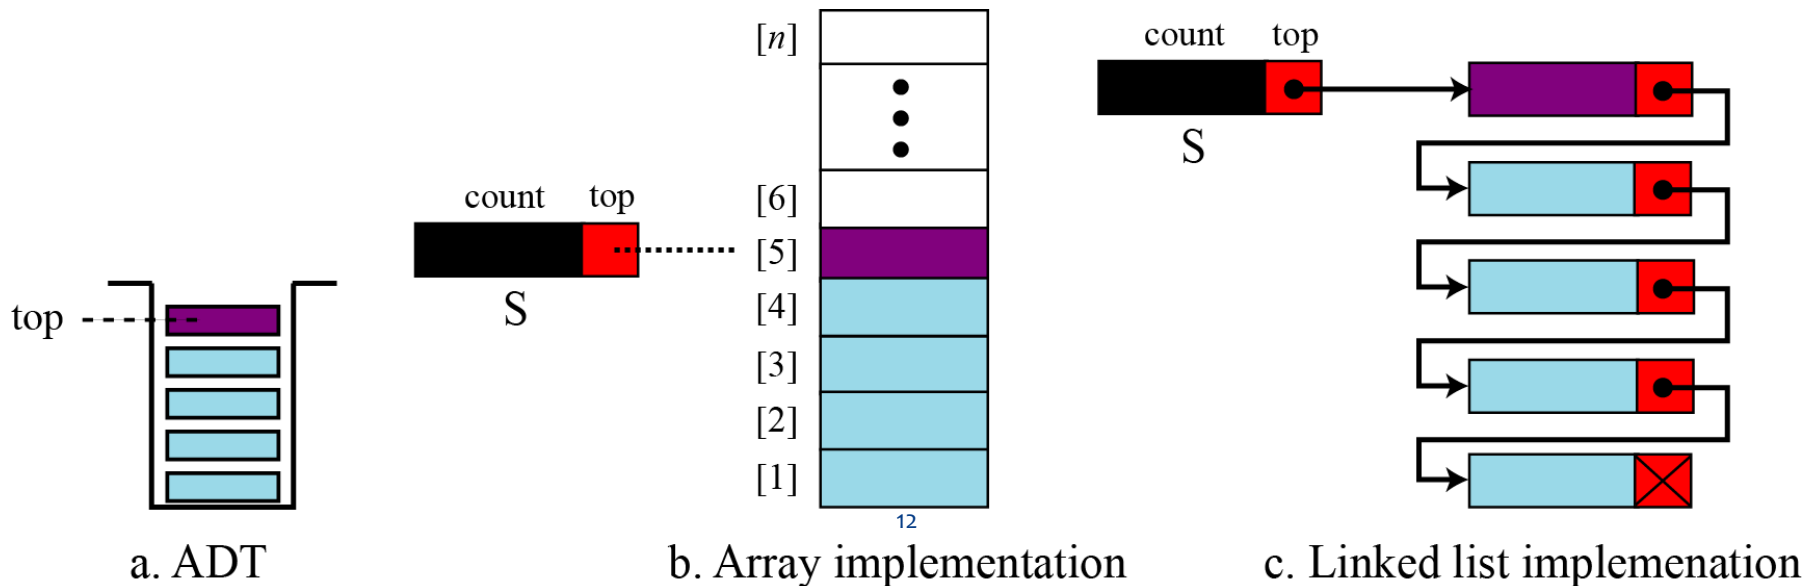 top
a. ADT
count top
S
[n]
[6]
[5]
[4]
[3]
[2]
[1]
12
b. Array implementation
count top
S
c. Linked list implemenation